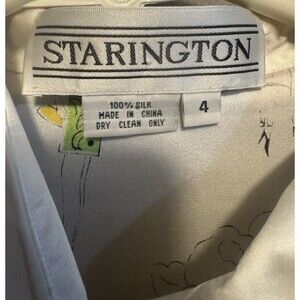 STARINGTON
100% SILK
MADE IN CHINA
DRY CLEAN ONLY
4